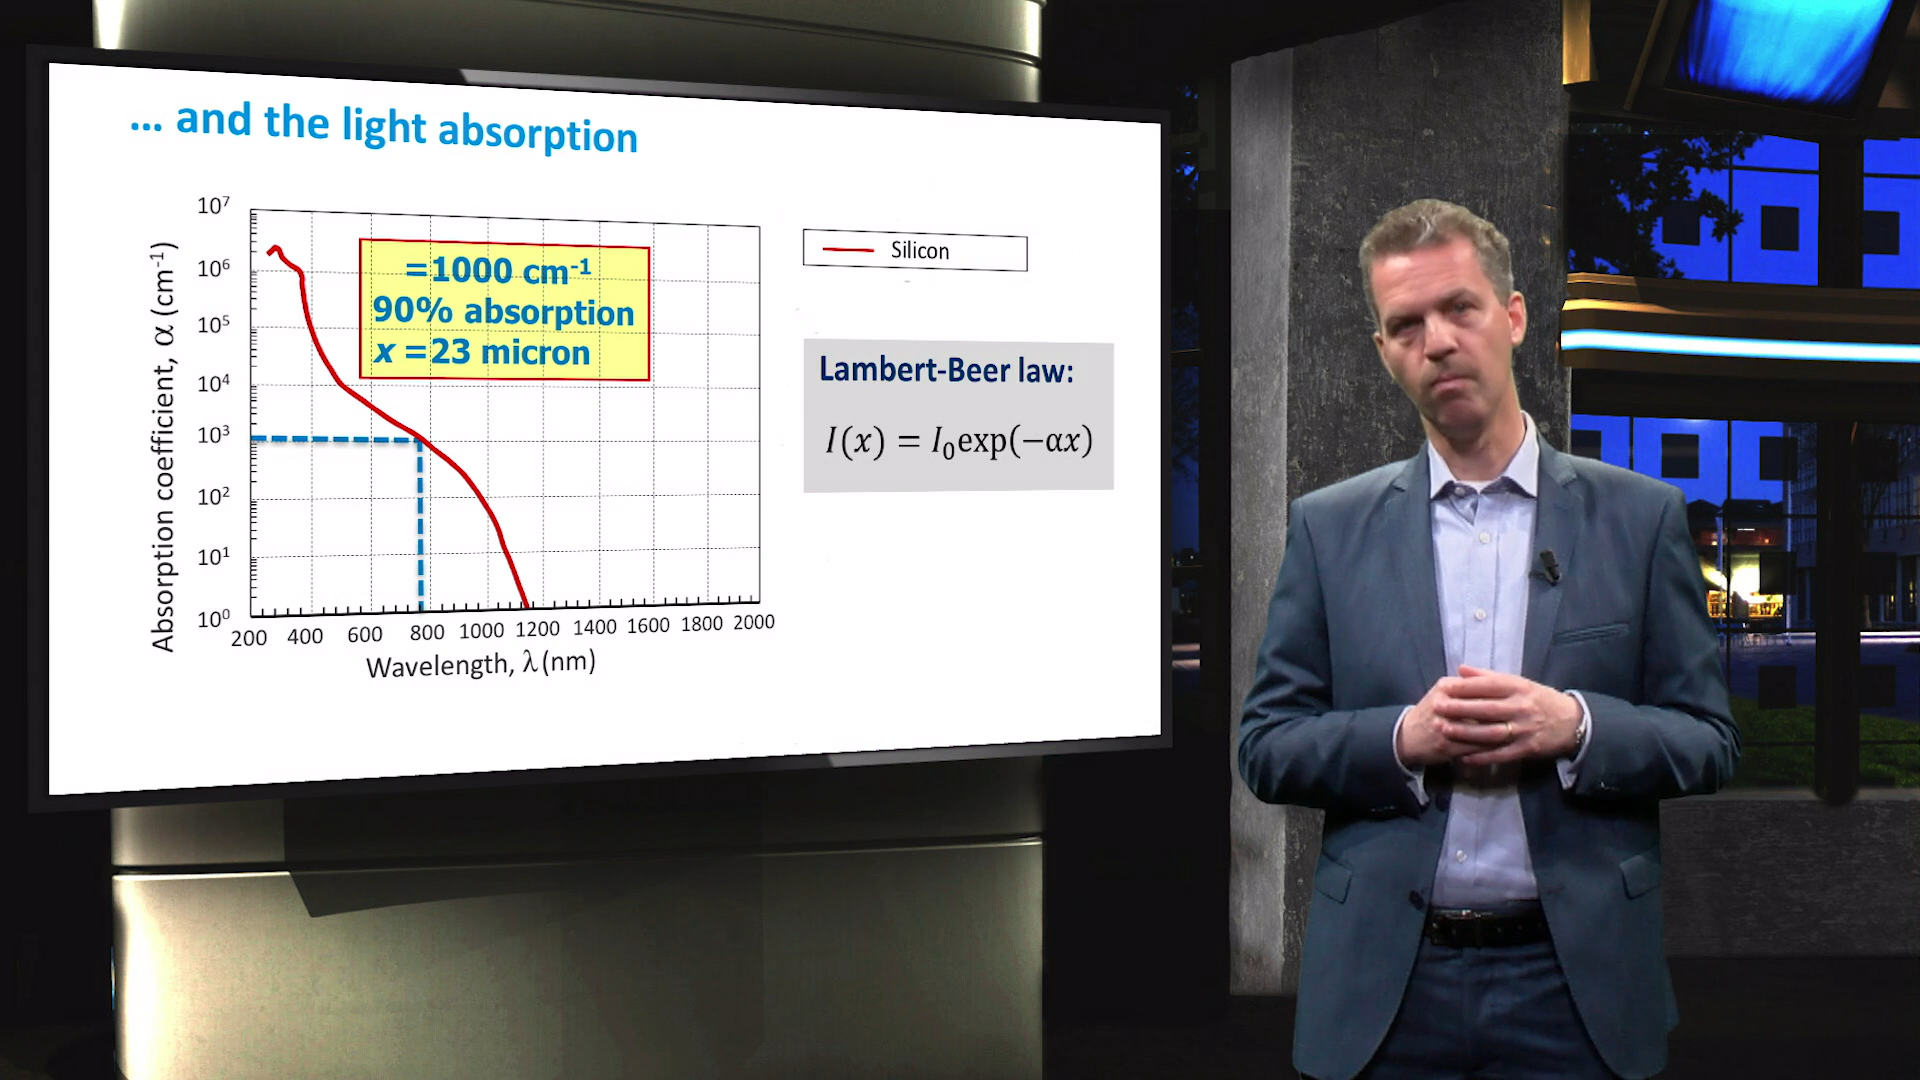 ... and the light absorption
Absorption coefficient, α (cm⁻¹)
10⁷
10⁶
10⁵
10⁴
10³
10²
10¹
10⁰
=1000 cm⁻¹
90% absorption
x =23 micron
200 400 600 800 1000 1200 1400 1600 1800 2000
Wavelength, λ (nm)
Silicon
Lambert-Beer law:
I(x) = I₀exp(−αx)